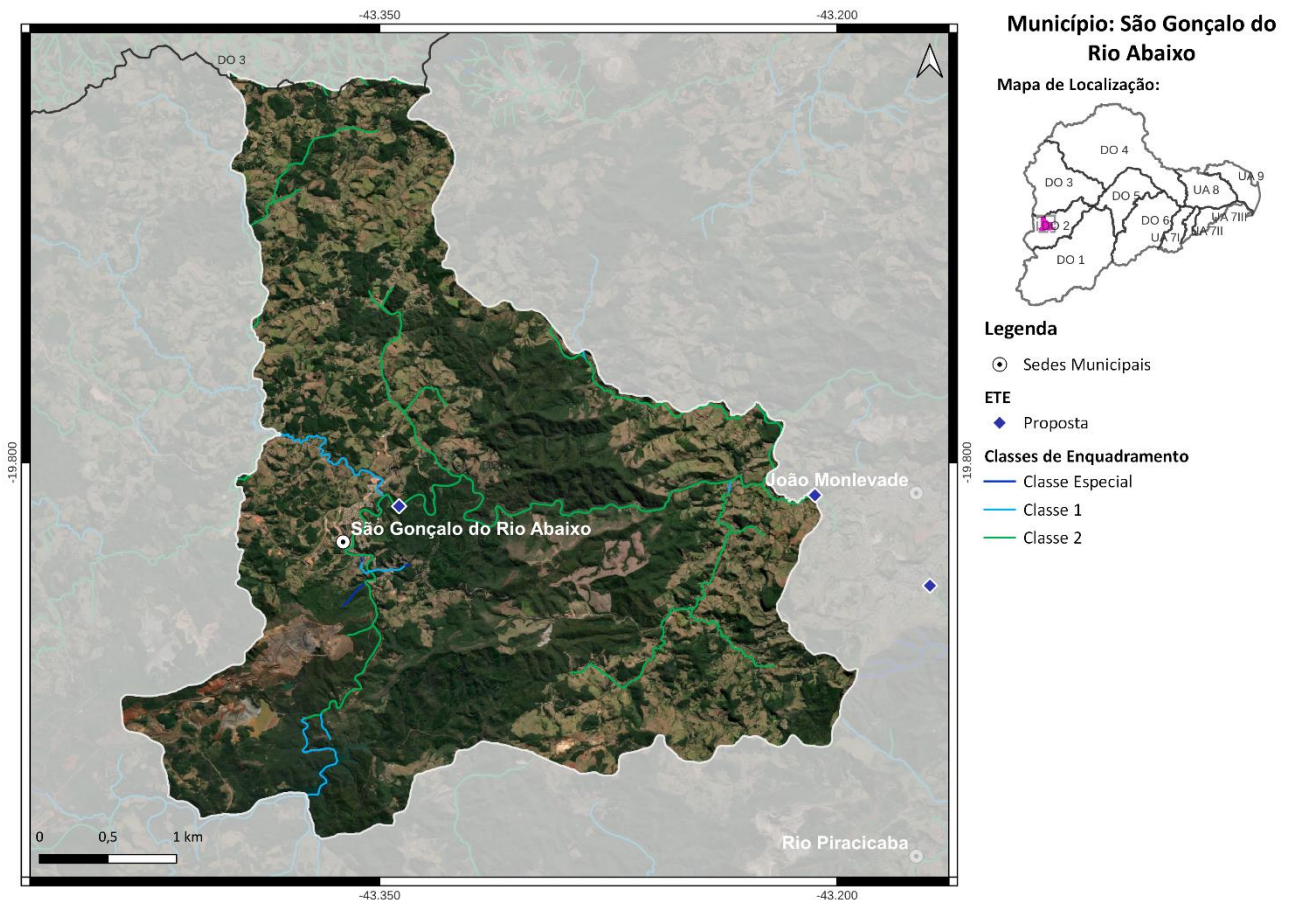 -43.350
-43.200
DO 3
-19.800
-19.800
João Monlevade
São Gonçalo do Rio Abaixo
Rio Piracicaba
0
0,5
1 km
-43.350
-43.200
Município: São Gonçalo do
Rio Abaixo
Mapa de Localização:
DO 4
DO 3
UA 9
DO 5
UA 8
DO 6
UA 7III
DO 2
UA 7II
UA 7I
DO 1
Legenda
Sedes Municipais
ETE
Proposta
Classes de Enquadramento
Classe Especial
Classe 1
Classe 2